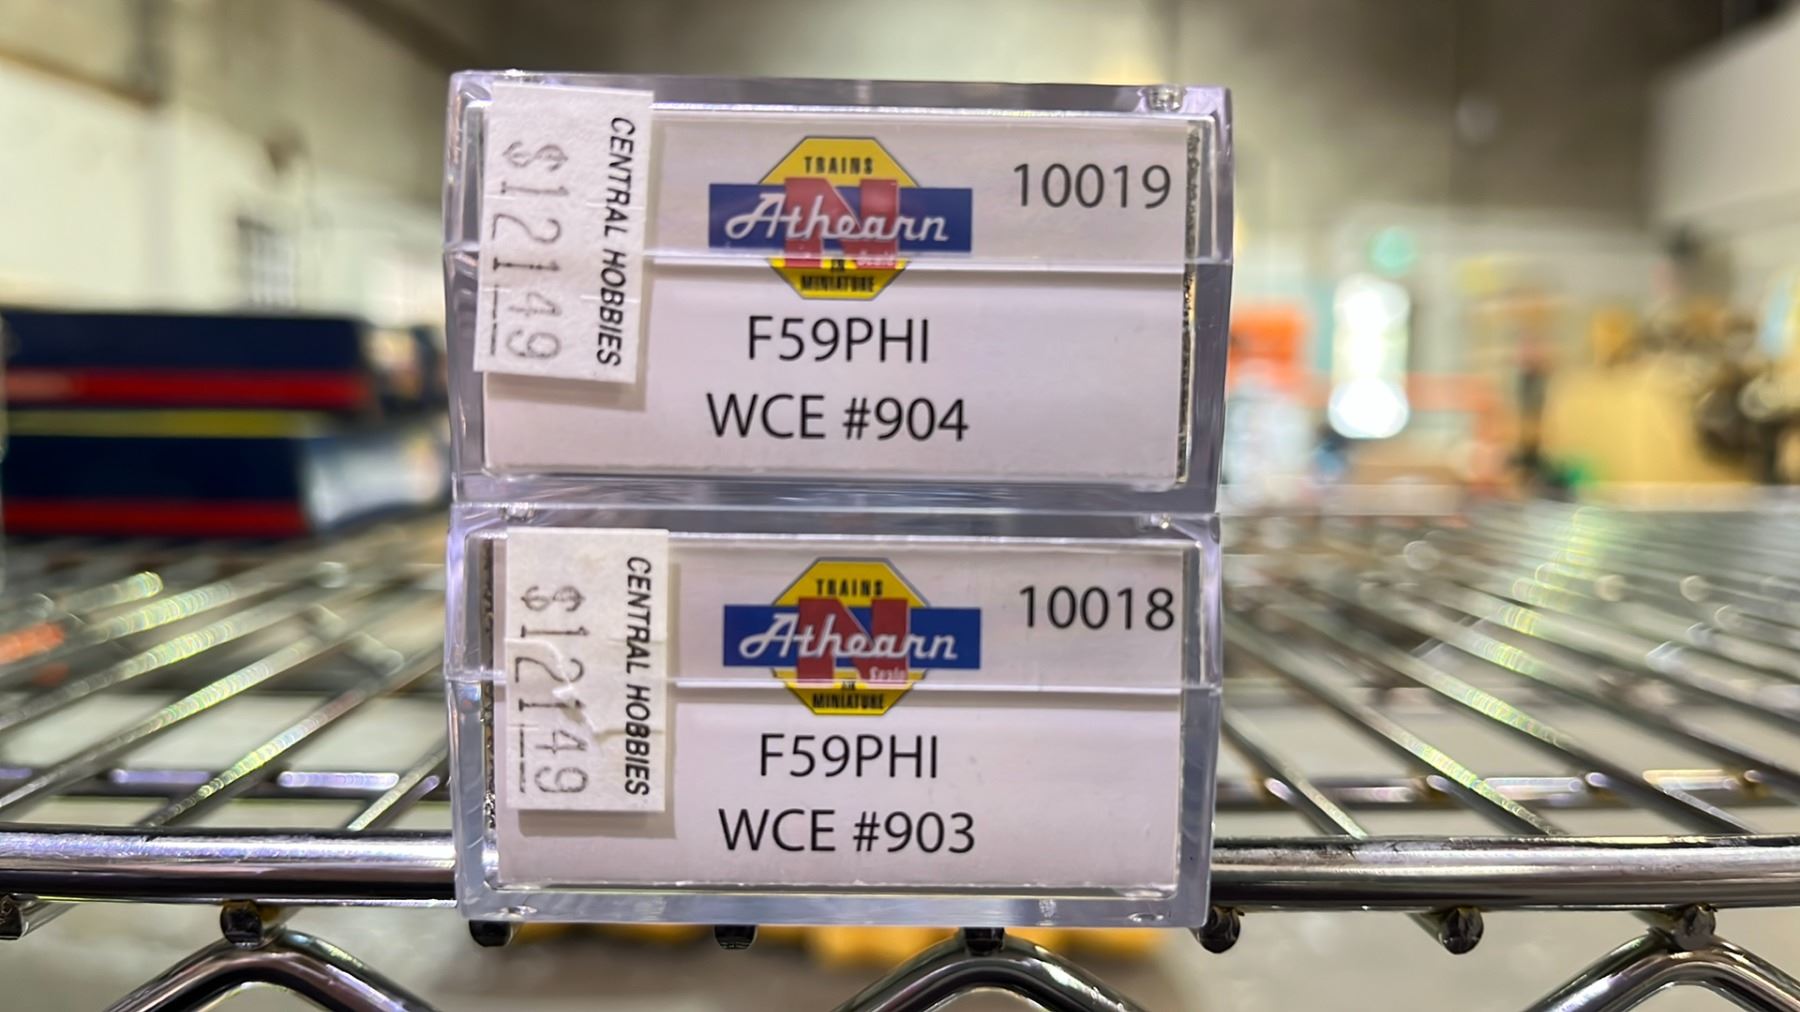 CENTRAL HOBBIES
$121.49
TRAINS
N
Athearn
Scale
IN
MINIATURE
10019
F59PHI
WCE #904
CENTRAL HOBBIES
$121.49
TRAINS
N
Athearn
Scale
IN
MINIATURE
10018
F59PHI
WCE #903